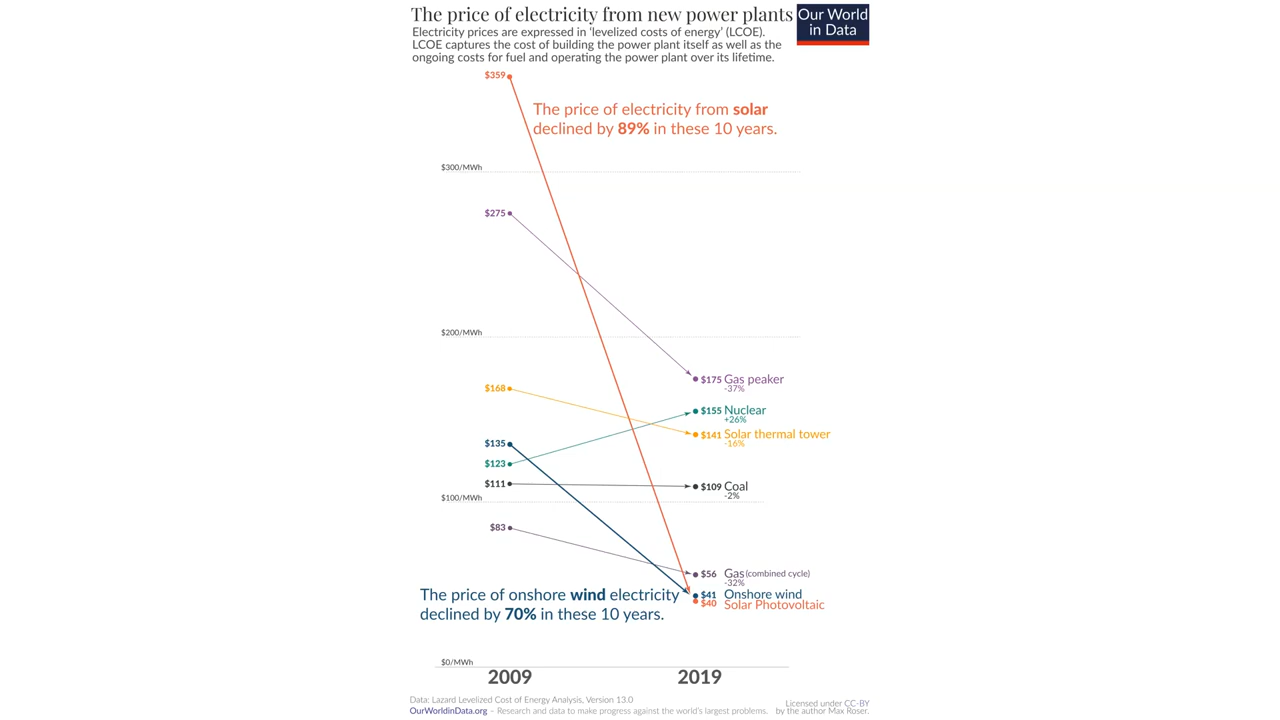 The price of electricity from new power plants
Our World
in Data
Electricity prices are expressed in 'levelized costs of energy' (LCOE).
LCOE captures the cost of building the power plant itself as well as the
ongoing costs for fuel and operating the power plant over its lifetime.
$359
The price of electricity from solar
declined by 89% in these 10 years.
$300/MWh
$275
$200/MWh
$175 Gas peaker
-37%
$168
$155 Nuclear
+26%
$141 Solar thermal tower
-16%
$135
$123
$111
$109 Coal
-2%
$100/MWh
$83
$56 Gas (combined cycle)
-32%
$41 Onshore wind
$40 Solar Photovoltaic
The price of onshore wind electricity
declined by 70% in these 10 years.
$0/MWh
2009 2019
Data: Lazard Levelized Cost of Energy Analysis, Version 13.0
OurWorldinData.org – Research and data to make progress against the world's largest problems.
Licensed under CC-BY
by the author Max Roser.